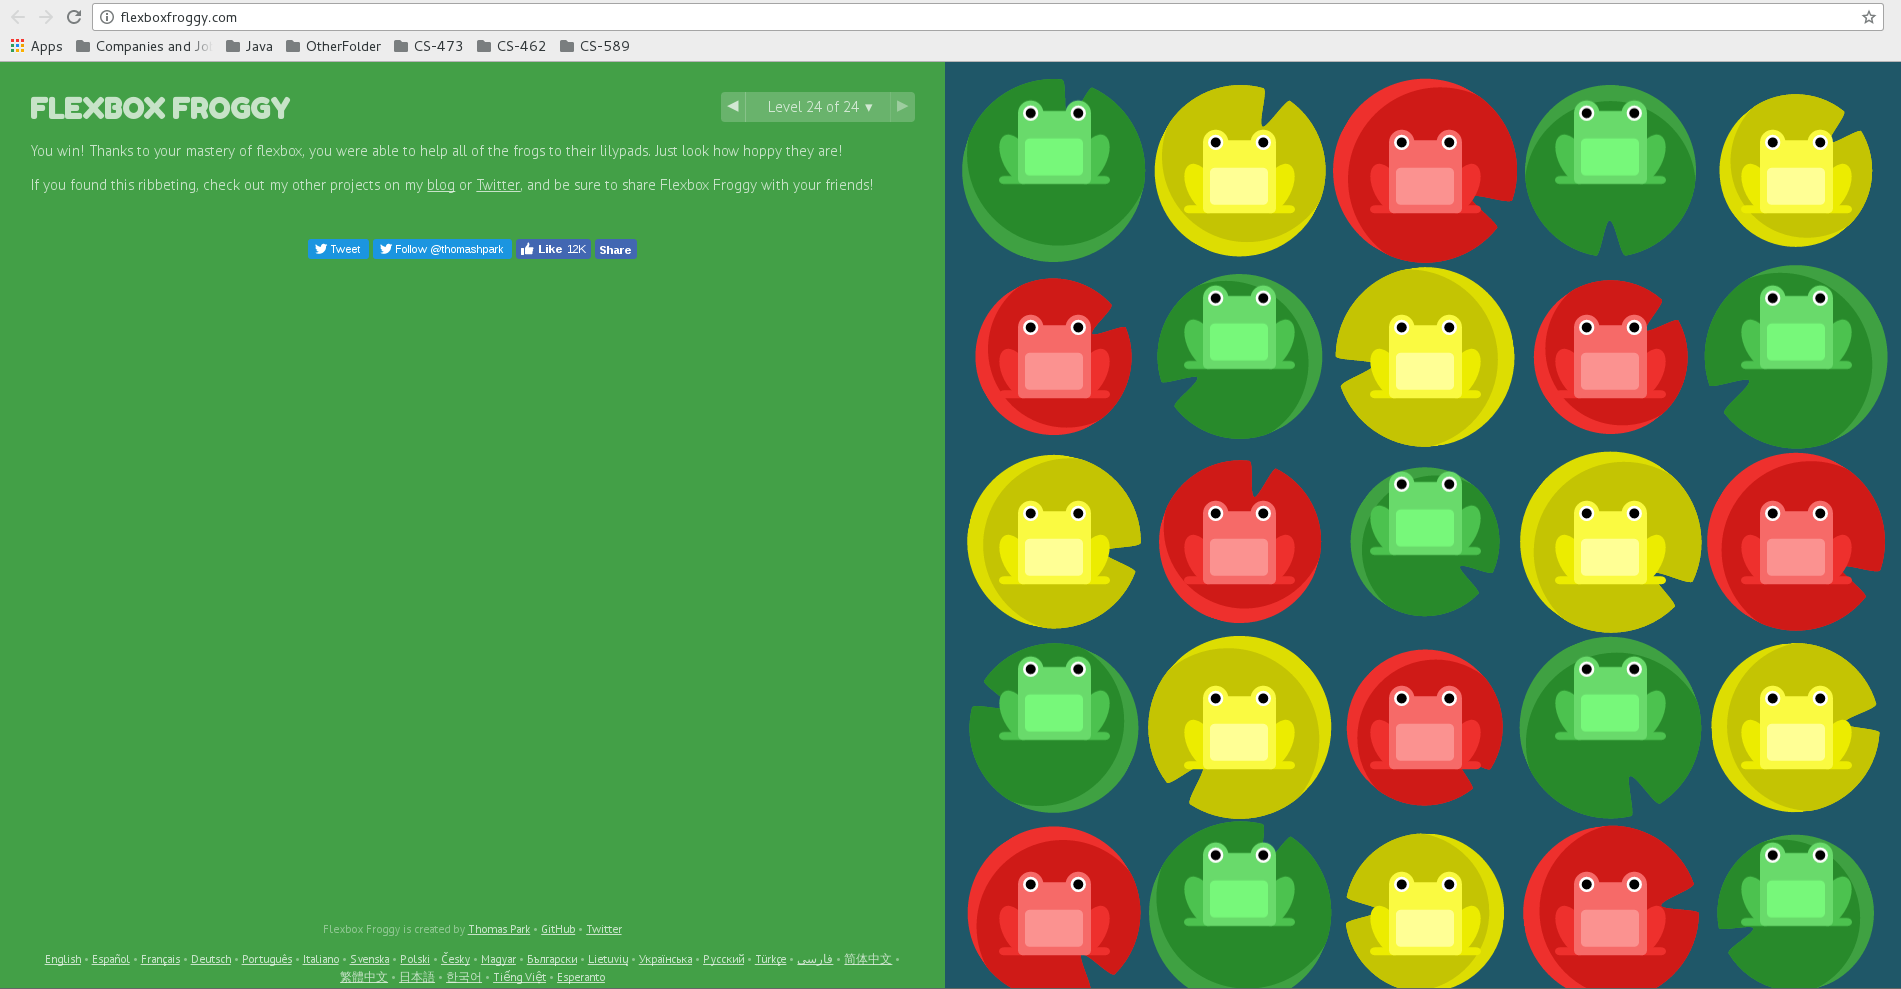 flexboxfroggy.com
Apps Companies and Jo Java OtherFolder CS-473 CS-462 CS-589
FLEXBOX FROGGY
◀ Level 24 of 24 ▾ ▶
You win! Thanks to your mastery of flexbox, you were able to help all of the frogs to their lilypads. Just look how hoppy they are!
If you found this ribbeting, check out my other projects on my blog or Twitter, and be sure to share Flexbox Froggy with your friends!
Tweet Follow @thomashpark Like 12K Share
Flexbox Froggy is created by Thomas Park • GitHub • Twitter
English • Español • Français • Deutsch • Português • Italiano • Svenska • Polski • Česky • Magyar • Български • Lietuvių • Українська • Русский • Türkçe • فارسی • 简体中文 •
繁體中文 • 日本語 • 한국어 • Tiếng Việt • Esperanto